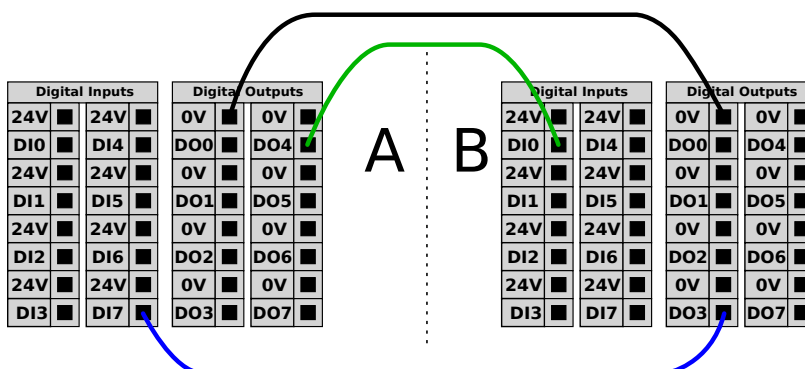 Digital Inputs Digital Outputs Digital Inputs Digital Outputs
24V 24V 0V 0V 24V 24V 0V 0V
DI0 DI4 DO0 DO4 A B DI0 DI4 DO0 DO4
24V 24V 0V 0V 24V 24V 0V 0V
DI1 DI5 DO1 DO5 DI1 DI5 DO1 DO5
24V 24V 0V 0V 24V 24V 0V 0V
DI2 DI6 DO2 DO6 DI2 DI6 DO2 DO6
24V 24V 0V 0V 24V 24V 0V 0V
DI3 DI7 DO3 DO7 DI3 DI7 DO3 DO7